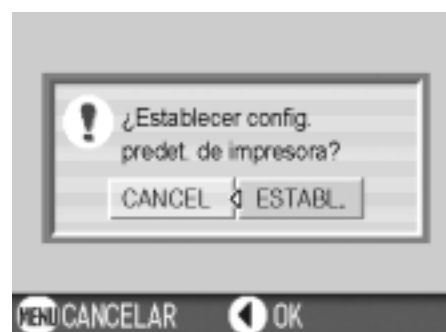 ¿Establecer config.
predet. de impresora?
CANCEL ESTABL.
MENU CANCELAR OK